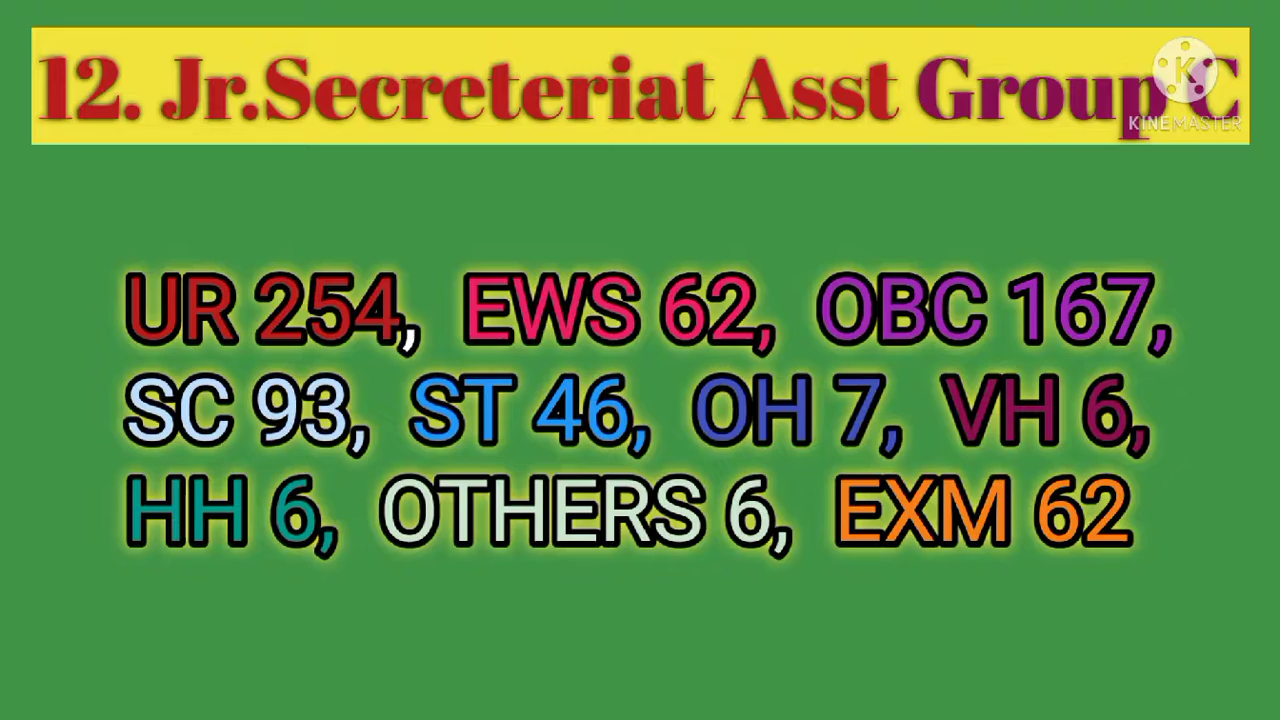 12. Jr.Secreteriat Asst Group C
K
KINEMASTER
UR 254, EWS 62, OBC 167,
SC 93, ST 46, OH 7, VH 6,
HH 6, OTHERS 6, EXM 62